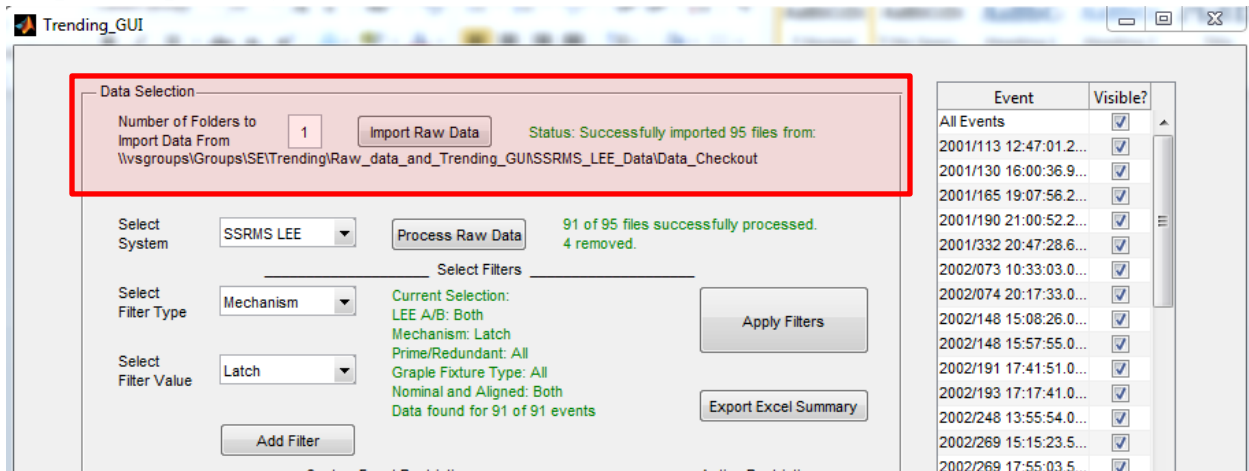 Trending_GUI
Data Selection
Number of Folders to
Import Data From
1
Import Raw Data
Status: Successfully imported 95 files from:
\\vsgroups\Groups\SE\Trending\Raw_data_and_Trending_GUI\SSRMS_LEE_Data\Data_Checkout
Select
System
SSRMS LEE
Process Raw Data
91 of 95 files successfully processed.
4 removed.
Select Filters
Select
Filter Type
Mechanism
Current Selection:
LEE A/B: Both
Mechanism: Latch
Prime/Redundant: All
Graple Fixture Type: All
Nominal and Aligned: Both
Data found for 91 of 91 events
Apply Filters
Select
Filter Value
Latch
Export Excel Summary
Add Filter
Event Visible?
All Events
2001/113 12:47:01.2...
2001/130 16:00:36.9...
2001/165 19:07:56.2...
2001/190 21:00:52.2...
2001/332 20:47:28.6...
2002/073 10:33:03.0...
2002/074 20:17:33.0...
2002/148 15:08:26.0...
2002/148 15:57:55.0...
2002/191 17:41:51.0...
2002/193 17:17:41.0...
2002/248 13:55:54.0...
2002/269 15:15:23.5...
2002/269 17:55:03.5...